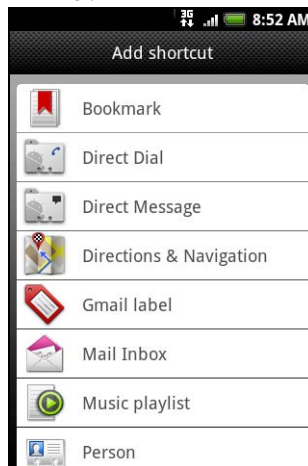 3G 8:52 AM
Add shortcut
Bookmark
Direct Dial
Direct Message
Directions & Navigation
Gmail label
Mail Inbox
Music playlist
Person